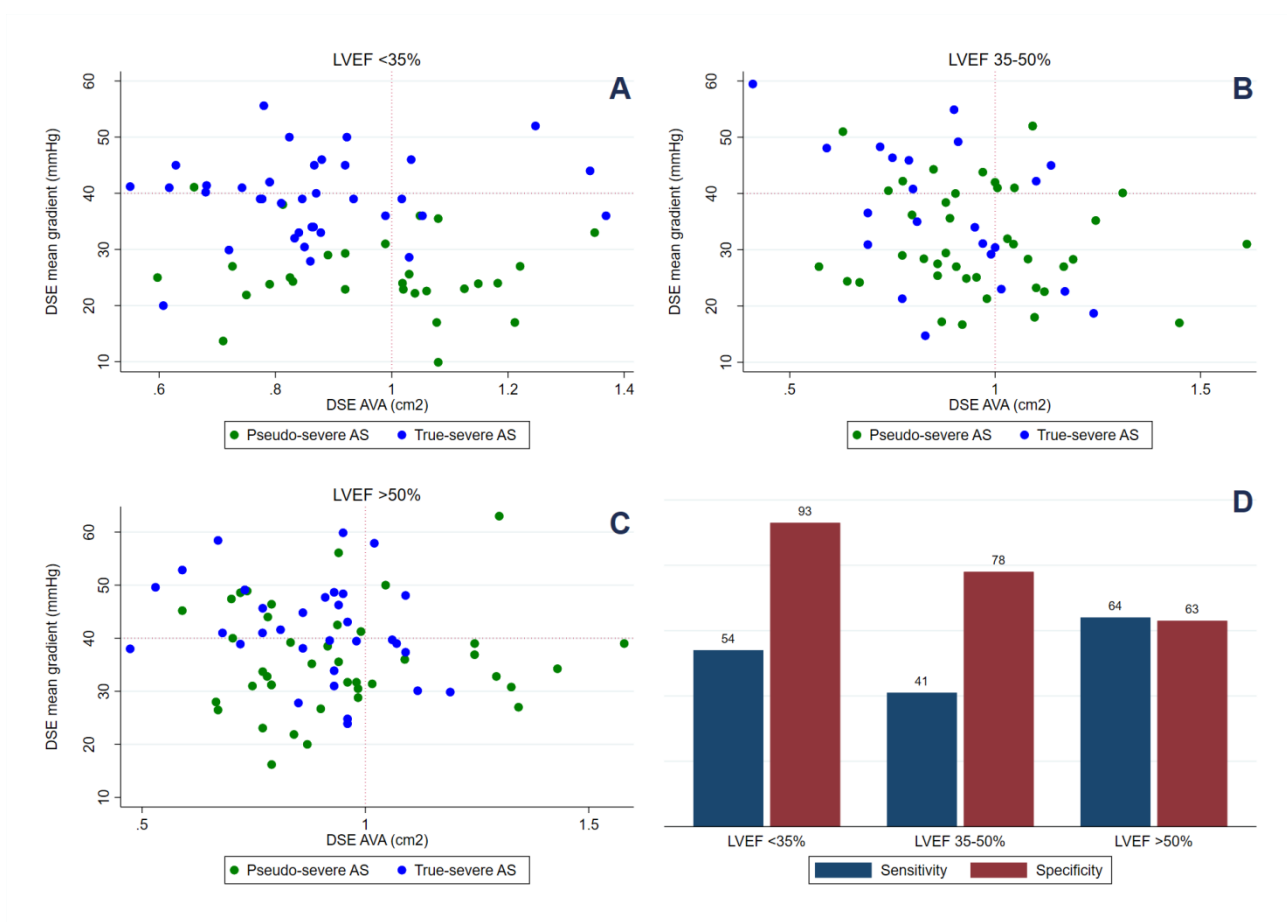 LVEF <35%
A
DSE mean gradient (mmHg)
60
50
40
30
20
10
.6
.8
1
1.2
1.4
DSE AVA (cm2)
Pseudo-severe AS
True-severe AS
LVEF 35-50%
B
DSE mean gradient (mmHg)
60
50
40
30
20
10
.5
1
1.5
DSE AVA (cm2)
Pseudo-severe AS
True-severe AS
LVEF >50%
C
DSE mean gradient (mmHg)
60
50
40
30
20
10
.5
1
1.5
DSE AVA (cm2)
Pseudo-severe AS
True-severe AS
D
54
93
41
78
64
63
LVEF <35%
LVEF 35-50%
LVEF >50%
Sensitivity
Specificity